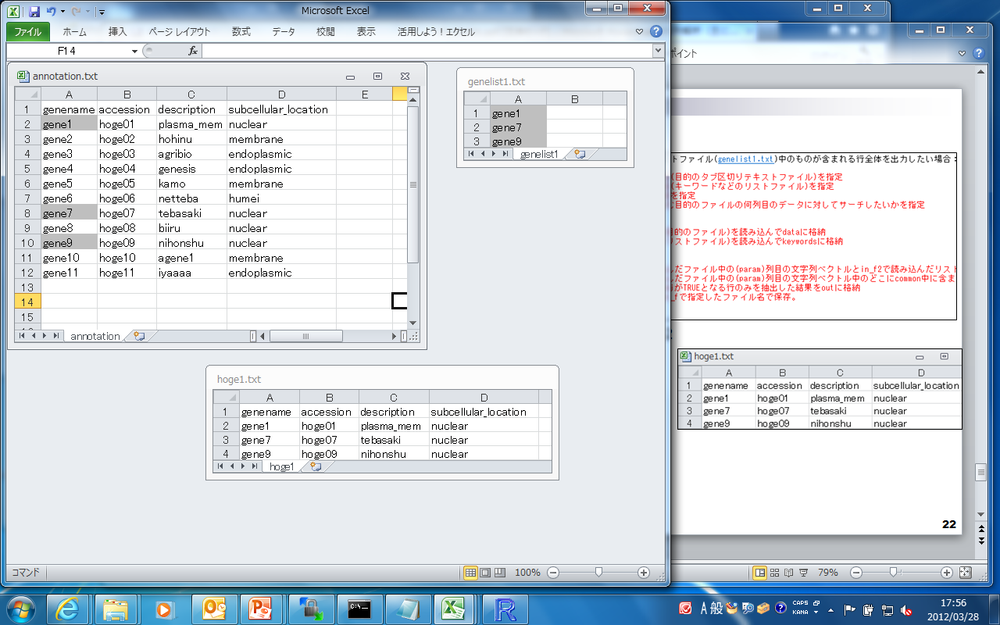 Microsoft Excel
ファイル ホーム 挿入 ページ レイアウト 数式 データ 校閲 表示 活用しよう！エクセル
F14 fx
annotation.txt
A B C D E
1 genename accession description subcellular_location
2 gene1 hoge01 plasma_mem nuclear
3 gene2 hoge02 hohinu membrane
4 gene3 hoge03 agribio endoplasmic
5 gene4 hoge04 genesis endoplasmic
6 gene5 hoge05 kamo membrane
7 gene6 hoge06 netteba humei
8 gene7 hoge07 tebasaki nuclear
9 gene8 hoge08 biiru nuclear
10 gene9 hoge09 nihonshu nuclear
11 gene10 hoge10 agene1 membrane
12 gene11 hoge11 iyaaaa endoplasmic
13
14
15
annotation
genelist1.txt
A B
1 gene1
2 gene7
3 gene9
genelist1
hoge1.txt
A B C D
1 genename accession description subcellular_location
2 gene1 hoge01 plasma_mem nuclear
3 gene7 hoge07 tebasaki nuclear
4 gene9 hoge09 nihonshu nuclear
hoge1
コマンド 100%
ポイント
ストファイル(genelist1.txt)中のものが含まれる行全体を出力したい場合：
(目的のタブ区切りテキストファイル)を指定
(キーワードなどのリストファイル)を指定
を指定
に目的のファイルの何列目のデータに対してサーチしたいかを指定
目的のファイル)を読み込んでdataに格納
リストファイル)を読み込んでkeywordsに格納
んだファイル中の(param)列目の文字列ベクトルとin_f2で読み込んだリスト
んだファイル中の(param)列目の文字列ベクトル中のどこにcommon中に含ま
がTRUEとなる行のみを抽出した結果をoutに格納
_fで指定したファイル名で保存。
hoge1.txt
A B C D
1 genename accession description subcellular_location
2 gene1 hoge01 plasma_mem nuclear
3 gene7 hoge07 tebasaki nuclear
4 gene9 hoge09 nihonshu nuclear
22
79%
A 般 CAPS KANA
17:56
2012/03/28